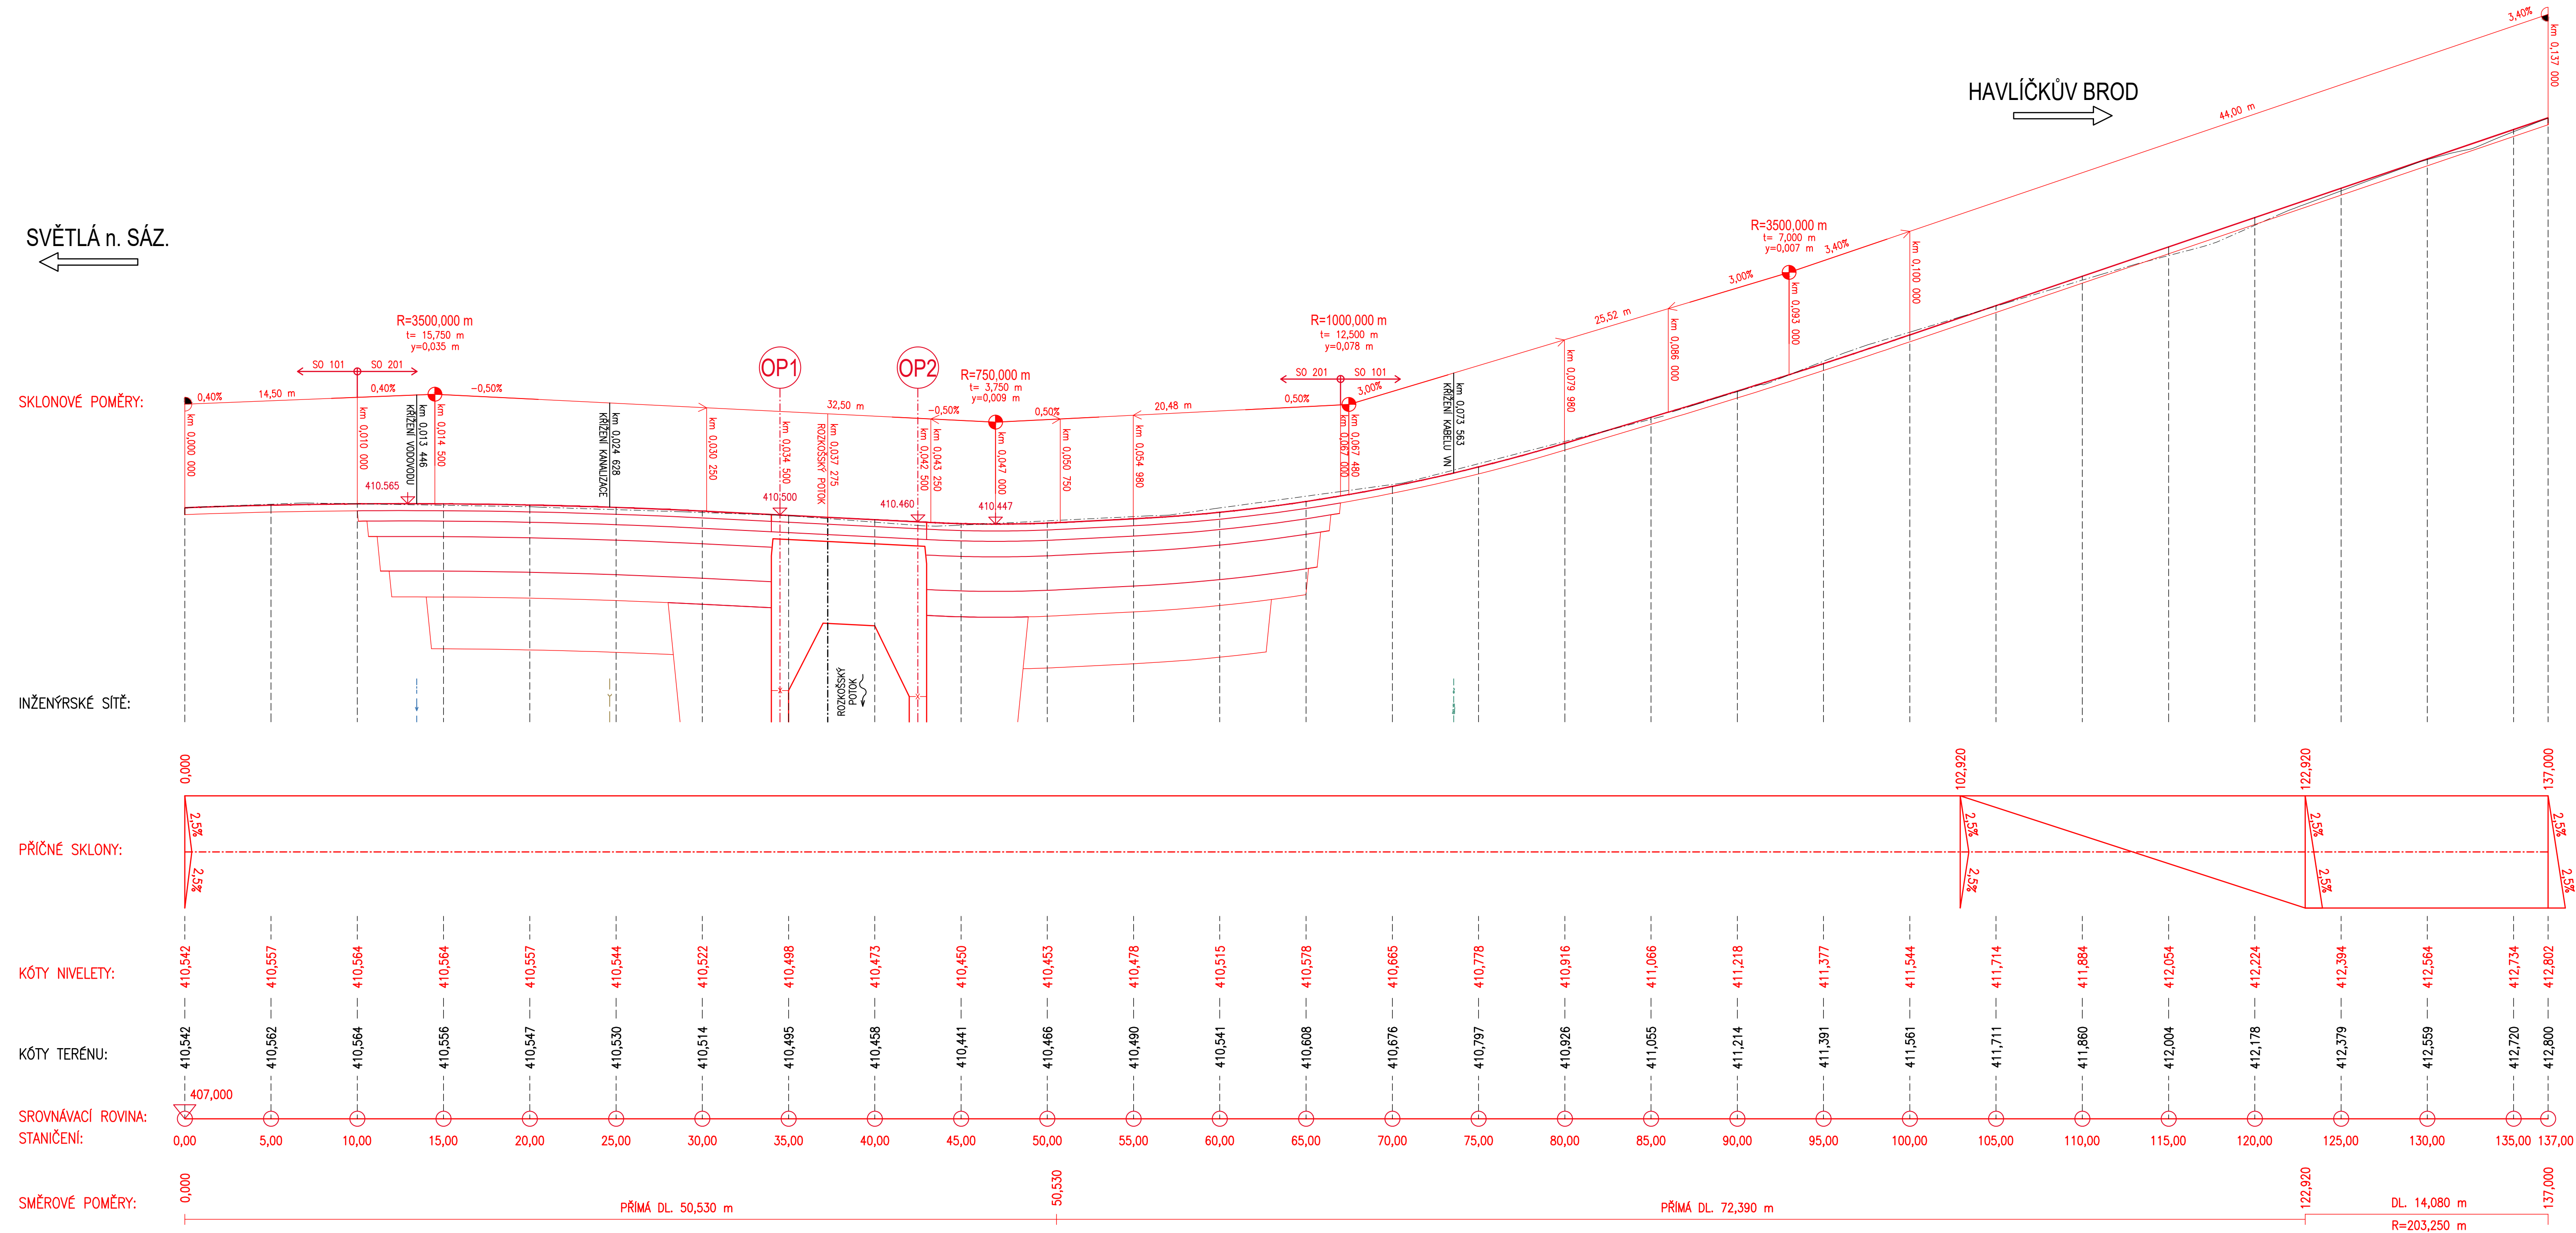 3,40%
km 0,137 000
HAVLÍČKŮV BROD
44,00 m
SVĚTLÁ n. SÁZ.
R=3500,000 m
t= 7,000 m
y=0,007 m
3,40%
3,00%
km 0,100 000
km 0,093 000
km 0,086 000
25,52 m
km 0,079 980
R=3500,000 m
t= 15,750 m
y=0,035 m
R=1000,000 m
t= 12,500 m
y=0,078 m
SO 101
SO 201
OP1
OP2
R=750,000 m
t= 3,750 m
y=0,009 m
SO 201
SO 101
SKLONOVÉ POMĚRY:
0,40%
14,50 m
0,40%
-0,50%
32,50 m
-0,50%
0,50%
20,48 m
0,50%
3,00%
km 0,000 000
km 0,010 000
km 0,013 446
KŘÍŽENÍ VODOVODU
km 0,014 500
km 0,024 628
KŘÍŽENÍ KANALIZACE
km 0,030 250
km 0,034 500
km 0,037 275
ROZKOŠSKÝ POTOK
km 0,042 500
km 0,043 250
km 0,047 000
km 0,050 750
km 0,054 980
km 0,067 000
km 0,067 480
km 0,073 563
KŘÍŽENÍ KABELU VN
410.565
410.500
410.460
410.447
ROZKOŠSKÝ
POTOK
INŽENÝRSKÉ SÍTĚ:
0,000
102,920
122,920
137,000
PŘÍČNÉ SKLONY:
2,5%
2,5%
2,5%
2,5%
2,5%
2,5%
2,5%
2,5%
KÓTY NIVELETY:
410,542
410,557
410,564
410,564
410,557
410,544
410,522
410,498
410,473
410,450
410,453
410,478
410,515
410,578
410,665
410,778
410,916
411,066
411,218
411,377
411,544
411,714
411,884
412,054
412,224
412,394
412,564
412,734
412,802
KÓTY TERÉNU:
410,542
410,562
410,564
410,556
410,547
410,530
410,514
410,495
410,458
410,441
410,466
410,490
410,541
410,608
410,676
410,797
410,926
411,055
411,214
411,391
411,561
411,711
411,860
412,004
412,178
412,379
412,559
412,720
412,800
407,000
SROVNÁVACÍ ROVINA:
STANIČENÍ:
0,00
5,00
10,00
15,00
20,00
25,00
30,00
35,00
40,00
45,00
50,00
55,00
60,00
65,00
70,00
75,00
80,00
85,00
90,00
95,00
100,00
105,00
110,00
115,00
120,00
125,00
130,00
135,00
137,00
SMĚROVÉ POMĚRY:
0,000
PŘÍMÁ DL. 50,530 m
50,530
PŘÍMÁ DL. 72,390 m
122,920
DL. 14,080 m
R=203,250 m
137,000